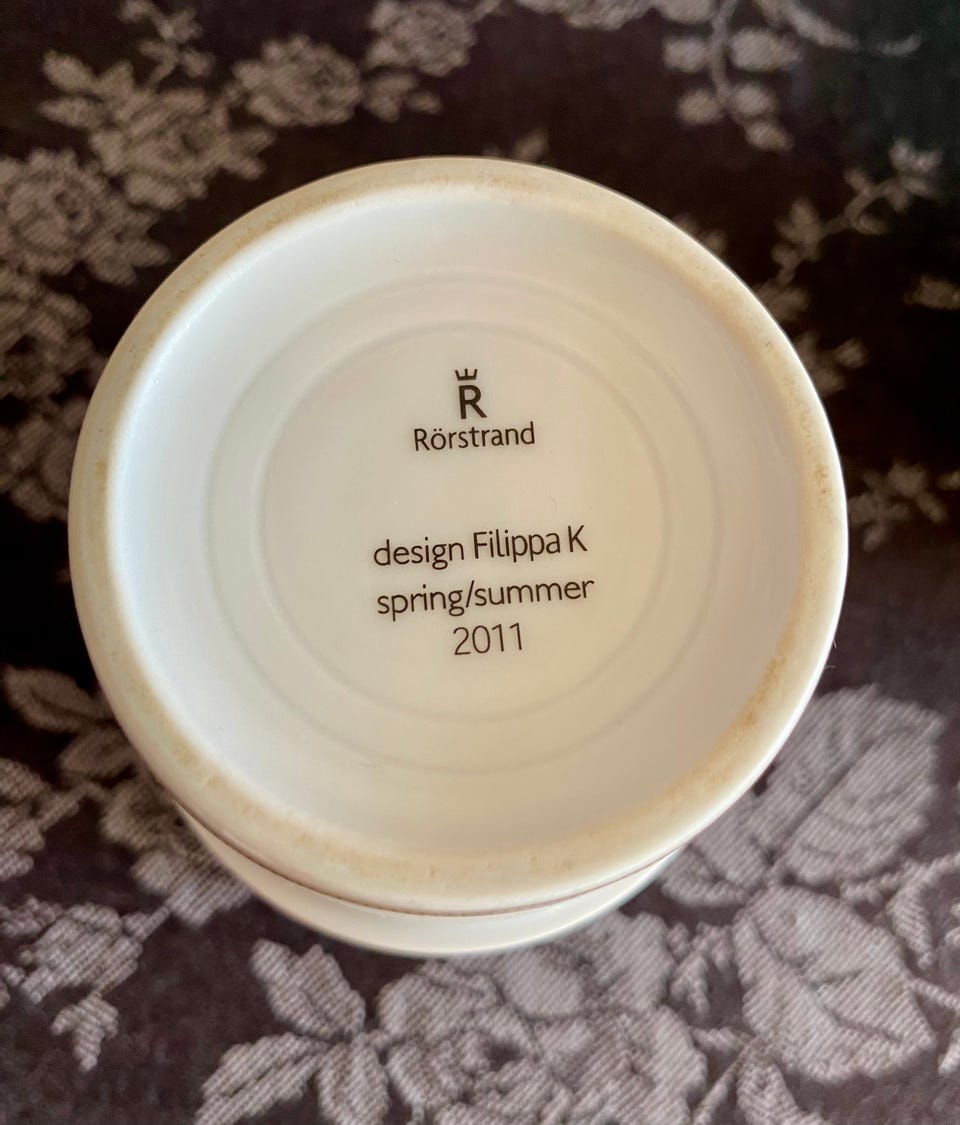 R
Rörstrand
design Filippa K
spring/summer
2011